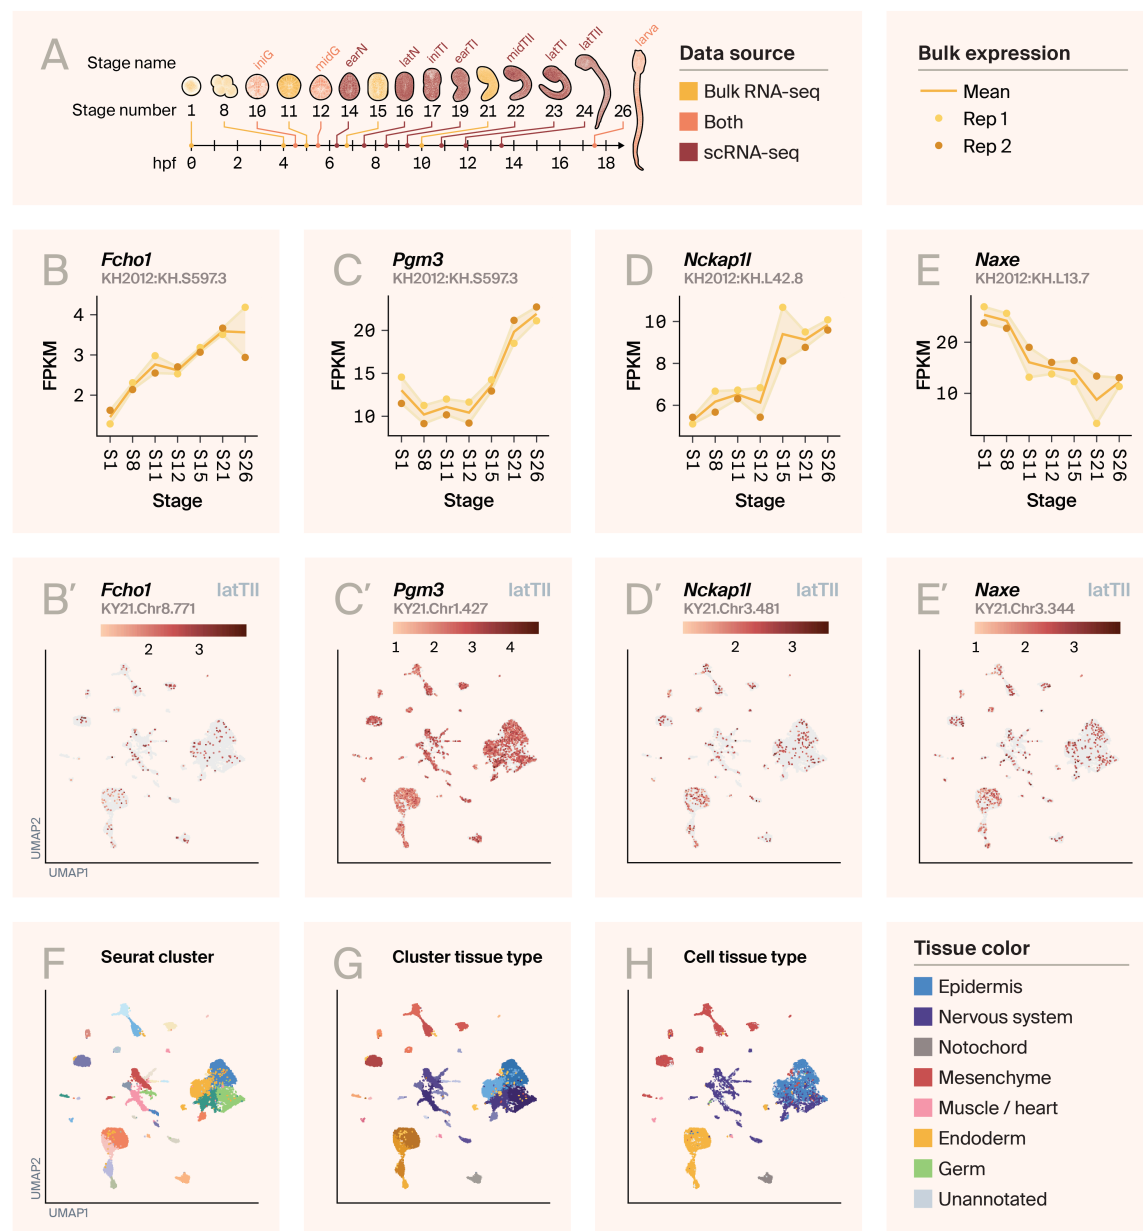 A
Stage name
iniG
midG
earN
latN
iniTI
earTI
midTII
latTI
latTII
larva
Stage number
1 8 10 11 12 14 15 16 17 19 21 22 23 24 26
hpf 0 2 4 6 8 10 12 14 16 18
Data source
Bulk RNA-seq
Both
scRNA-seq
Bulk expression
Mean
Rep 1
Rep 2
B Fcho1
KH2012:KH.S597.3
FPKM
4
3
2
S1 S8 S11 S12 S15 S21 S26
Stage
C Pgm3
KH2012:KH.S597.3
FPKM
20
15
10
S1 S8 S11 S12 S15 S21 S26
Stage
D Nckap1l
KH2012:KH.L42.8
FPKM
10
8
6
S1 S8 S11 S12 S15 S21 S26
Stage
E Naxe
KH2012:KH.L13.7
FPKM
20
10
S1 S8 S11 S12 S15 S21 S26
Stage
B′ Fcho1 latTII
KY21.Chr8.771
2 3
UMAP2
UMAP1
C′ Pgm3 latTII
KY21.Chr1.427
1 2 3 4
D′ Nckap1l latTII
KY21.Chr3.481
2 3
E′ Naxe latTII
KY21.Chr3.344
1 2 3
F Seurat cluster
UMAP2
UMAP1
G Cluster tissue type
H Cell tissue type
Tissue color
Epidermis
Nervous system
Notochord
Mesenchyme
Muscle / heart
Endoderm
Germ
Unannotated